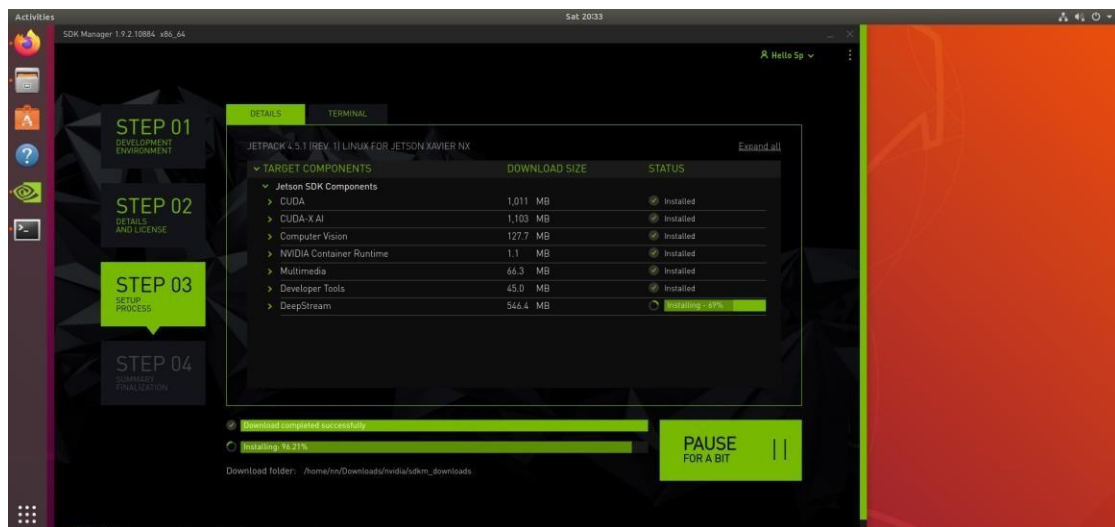 Activities
Sat 20:33
SDK Manager 1.9.2.10884 x86_64
Hello Sp
STEP 01
DEVELOPMENT
ENVIRONMENT
STEP 02
DETAILS
AND LICENSE
STEP 03
SETUP
PROCESS
STEP 04
SUMMARY
FINALIZATION
DETAILS TERMINAL
JETPACK 4.5.1 (REV. 1) LINUX FOR JETSON XAVIER NX Expand all
TARGET COMPONENTS DOWNLOAD SIZE STATUS
Jetson SDK Components
CUDA 1,011 MB Installed
CUDA-X AI 1,103 MB Installed
Computer Vision 127.7 MB Installed
NVIDIA Container Runtime 1.1 MB Installed
Multimedia 66.3 MB Installed
Developer Tools 45.0 MB Installed
DeepStream 546.4 MB Installing - 69%
Download completed successfully
Installing: 96.21%
Download folder: /home/nn/Downloads/nvidia/sdkm_downloads
PAUSE
FOR A BIT